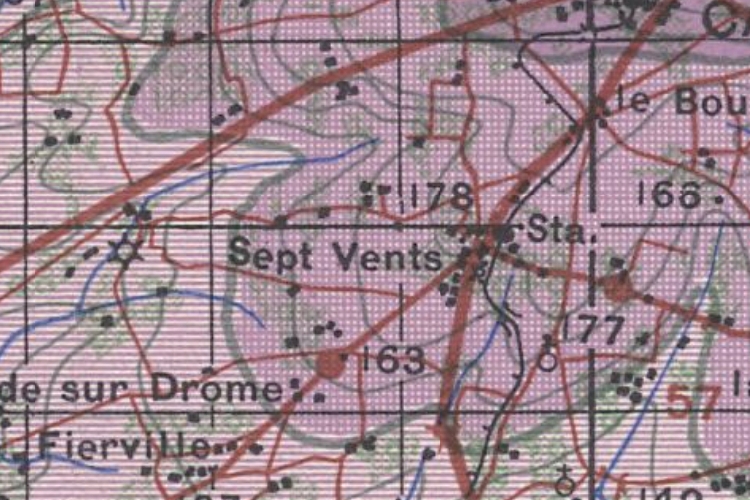 le Bou
178
166
Sta.
Sept Vents
177
163
de sur Drome
57
Fierville